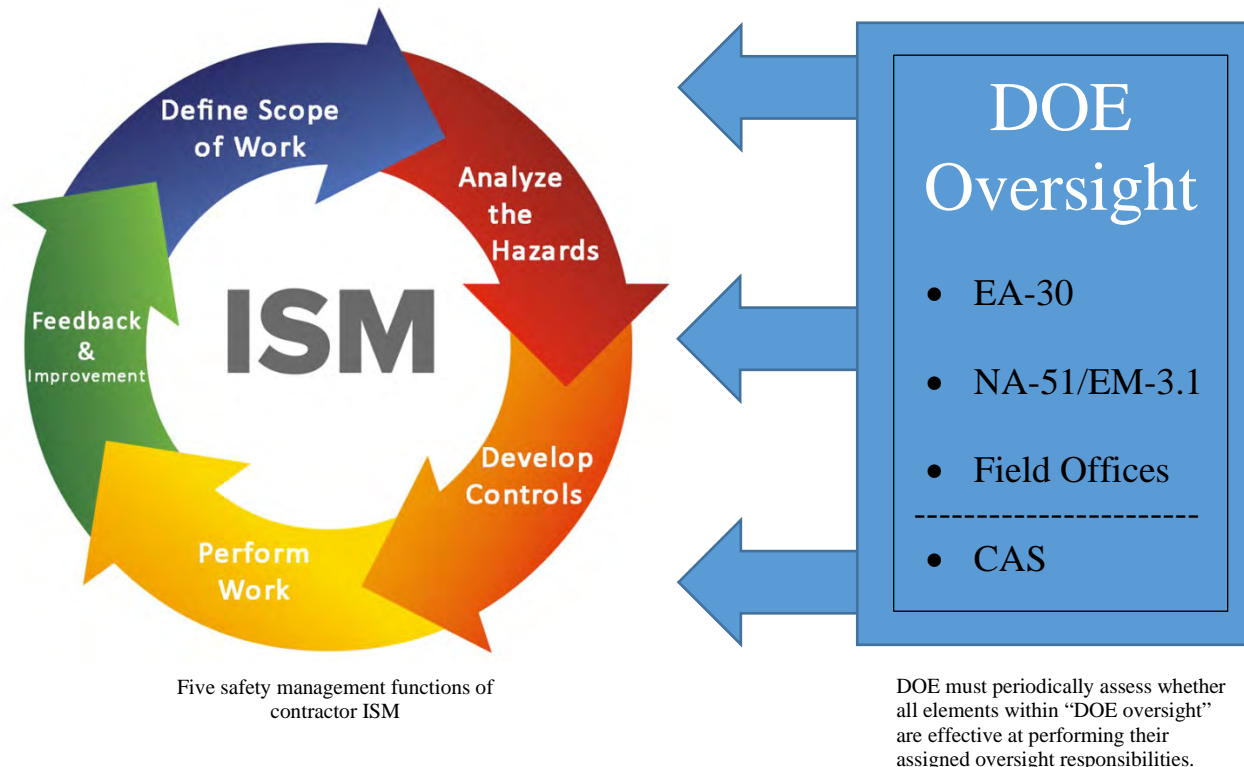 Define Scope
of Work
Analyze
the
Hazards
Develop
Controls
Perform
Work
Feedback
&
Improvement
ISM
Five safety management functions of
contractor ISM
DOE
Oversight
• EA-30
• NA-51/EM-3.1
• Field Offices
-----------------------
• CAS
DOE must periodically assess whether
all elements within “DOE oversight”
are effective at performing their
assigned oversight responsibilities.